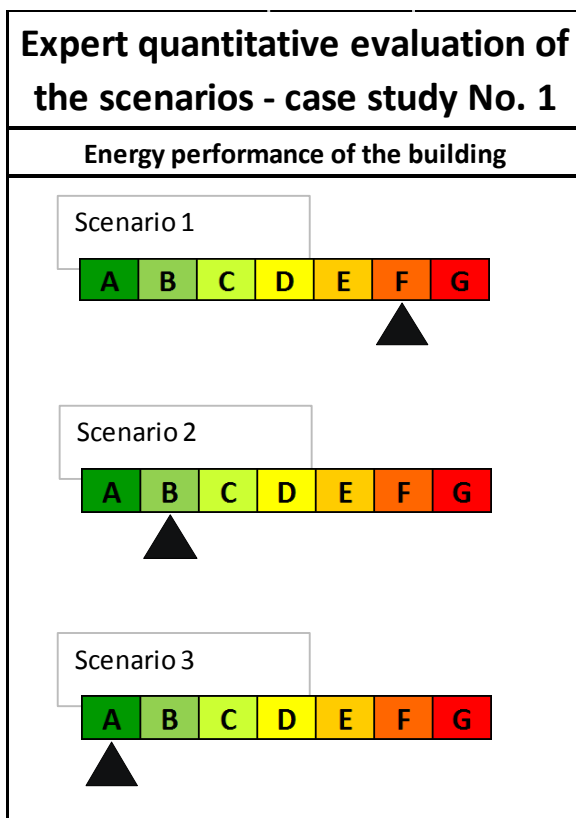 Expert quantitative evaluation of
the scenarios - case study No. 1
Energy performance of the building
Scenario 1
A B C D E F G
Scenario 2
A B C D E F G
Scenario 3
A B C D E F G